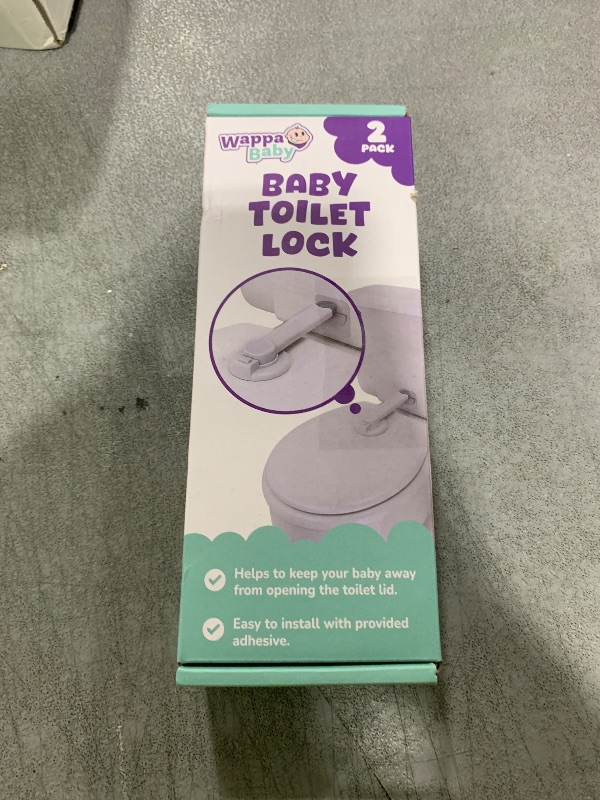 Wappa
Baby
2
PACK
BABY
TOILET
LOCK
Helps to keep your baby away
from opening the toilet lid.
Easy to install with provided
adhesive.